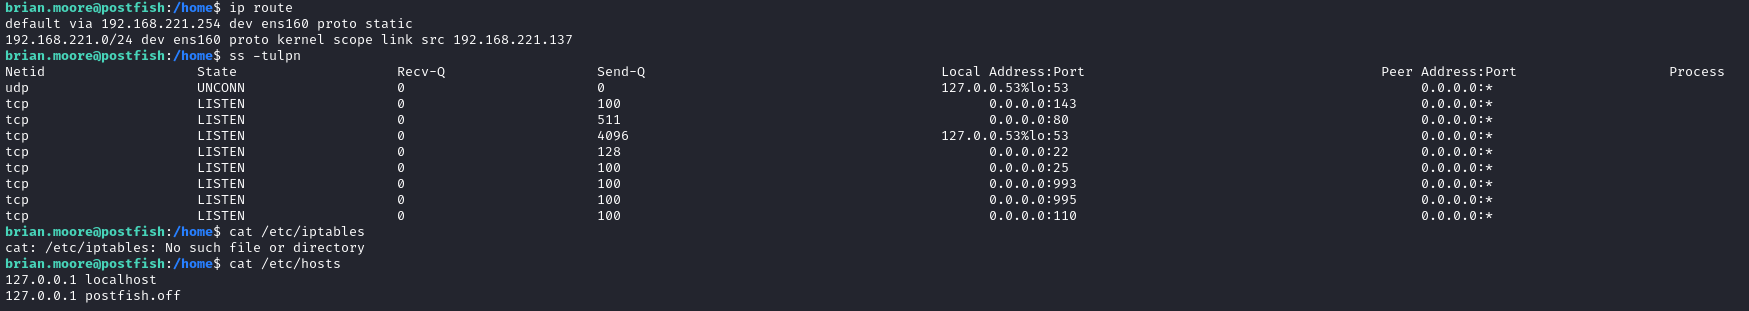 brian.moore@postfish:/home$ ip route
default via 192.168.221.254 dev ens160 proto static
192.168.221.0/24 dev ens160 proto kernel scope link src 192.168.221.137
brian.moore@postfish:/home$ ss -tulpn
Netid State Recv-Q Send-Q Local Address:Port Peer Address:Port Process
udp UNCONN 0 0 127.0.0.53%lo:53 0.0.0.0:*
tcp LISTEN 0 100 0.0.0.0:143 0.0.0.0:*
tcp LISTEN 0 511 0.0.0.0:80 0.0.0.0:*
tcp LISTEN 0 4096 127.0.0.53%lo:53 0.0.0.0:*
tcp LISTEN 0 128 0.0.0.0:22 0.0.0.0:*
tcp LISTEN 0 100 0.0.0.0:25 0.0.0.0:*
tcp LISTEN 0 100 0.0.0.0:993 0.0.0.0:*
tcp LISTEN 0 100 0.0.0.0:995 0.0.0.0:*
tcp LISTEN 0 100 0.0.0.0:110 0.0.0.0:*
brian.moore@postfish:/home$ cat /etc/iptables
cat: /etc/iptables: No such file or directory
brian.moore@postfish:/home$ cat /etc/hosts
127.0.0.1 localhost
127.0.0.1 postfish.off